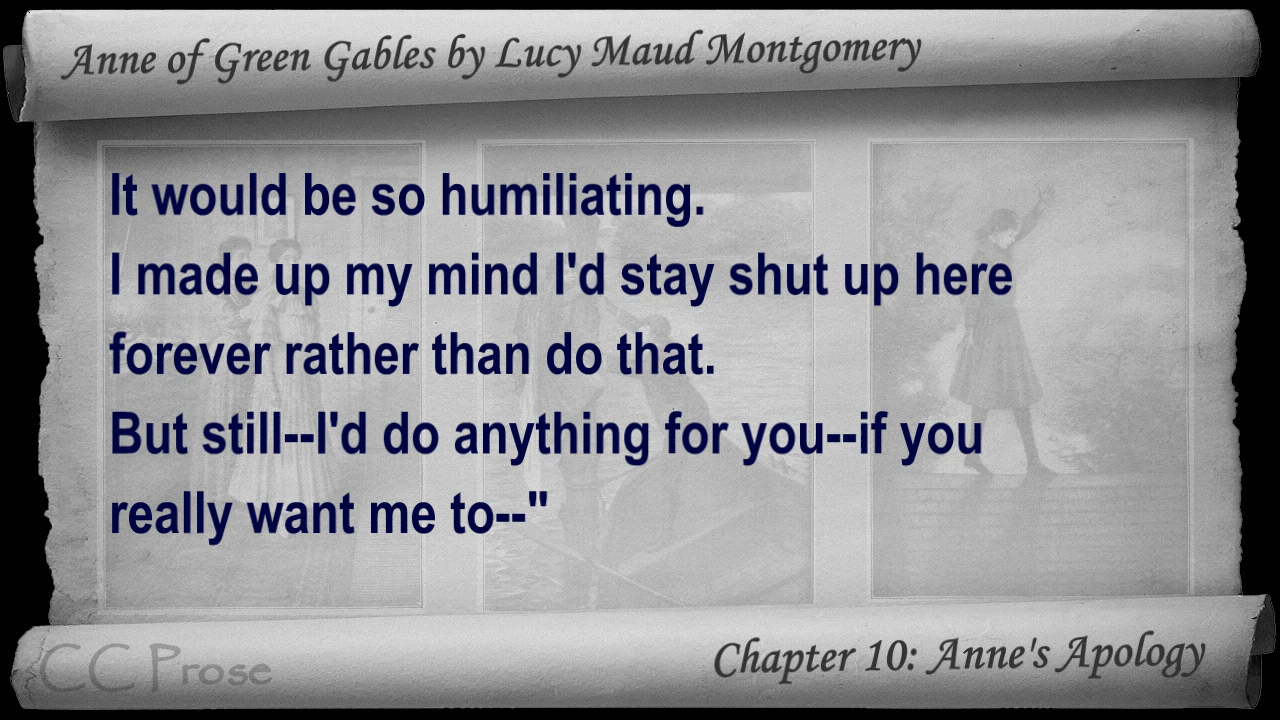 Anne of Green Gables by Lucy Maud Montgomery
It would be so humiliating.
I made up my mind I'd stay shut up here
forever rather than do that.
But still--I'd do anything for you--if you
really want me to--"
CC Prose
Chapter 10: Anne's Apology